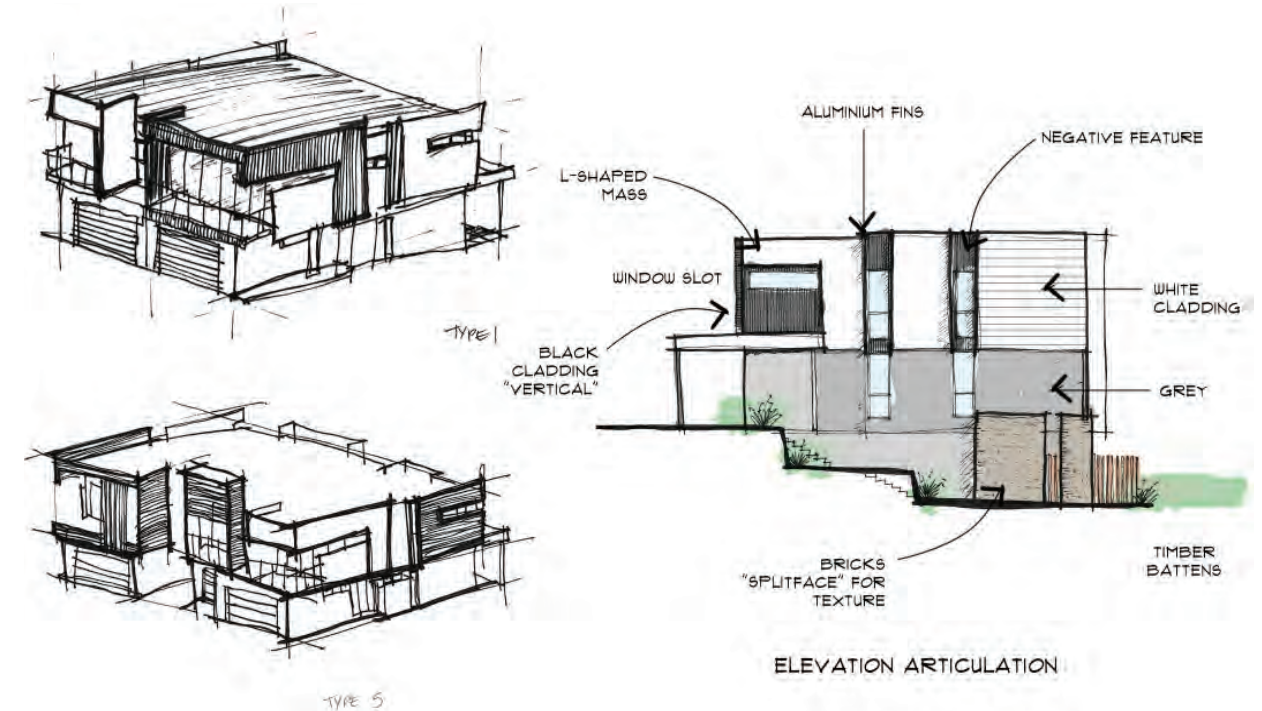 TYPE 1
TYPE 5
ALUMINIUM FINS
NEGATIVE FEATURE
L-SHAPED
MASS
WINDOW SLOT
WHITE
CLADDING
BLACK
CLADDING
"VERTICAL"
GREY
BRICKS
"SPLITFACE" FOR
TEXTURE
TIMBER
BATTENS
ELEVATION ARTICULATION